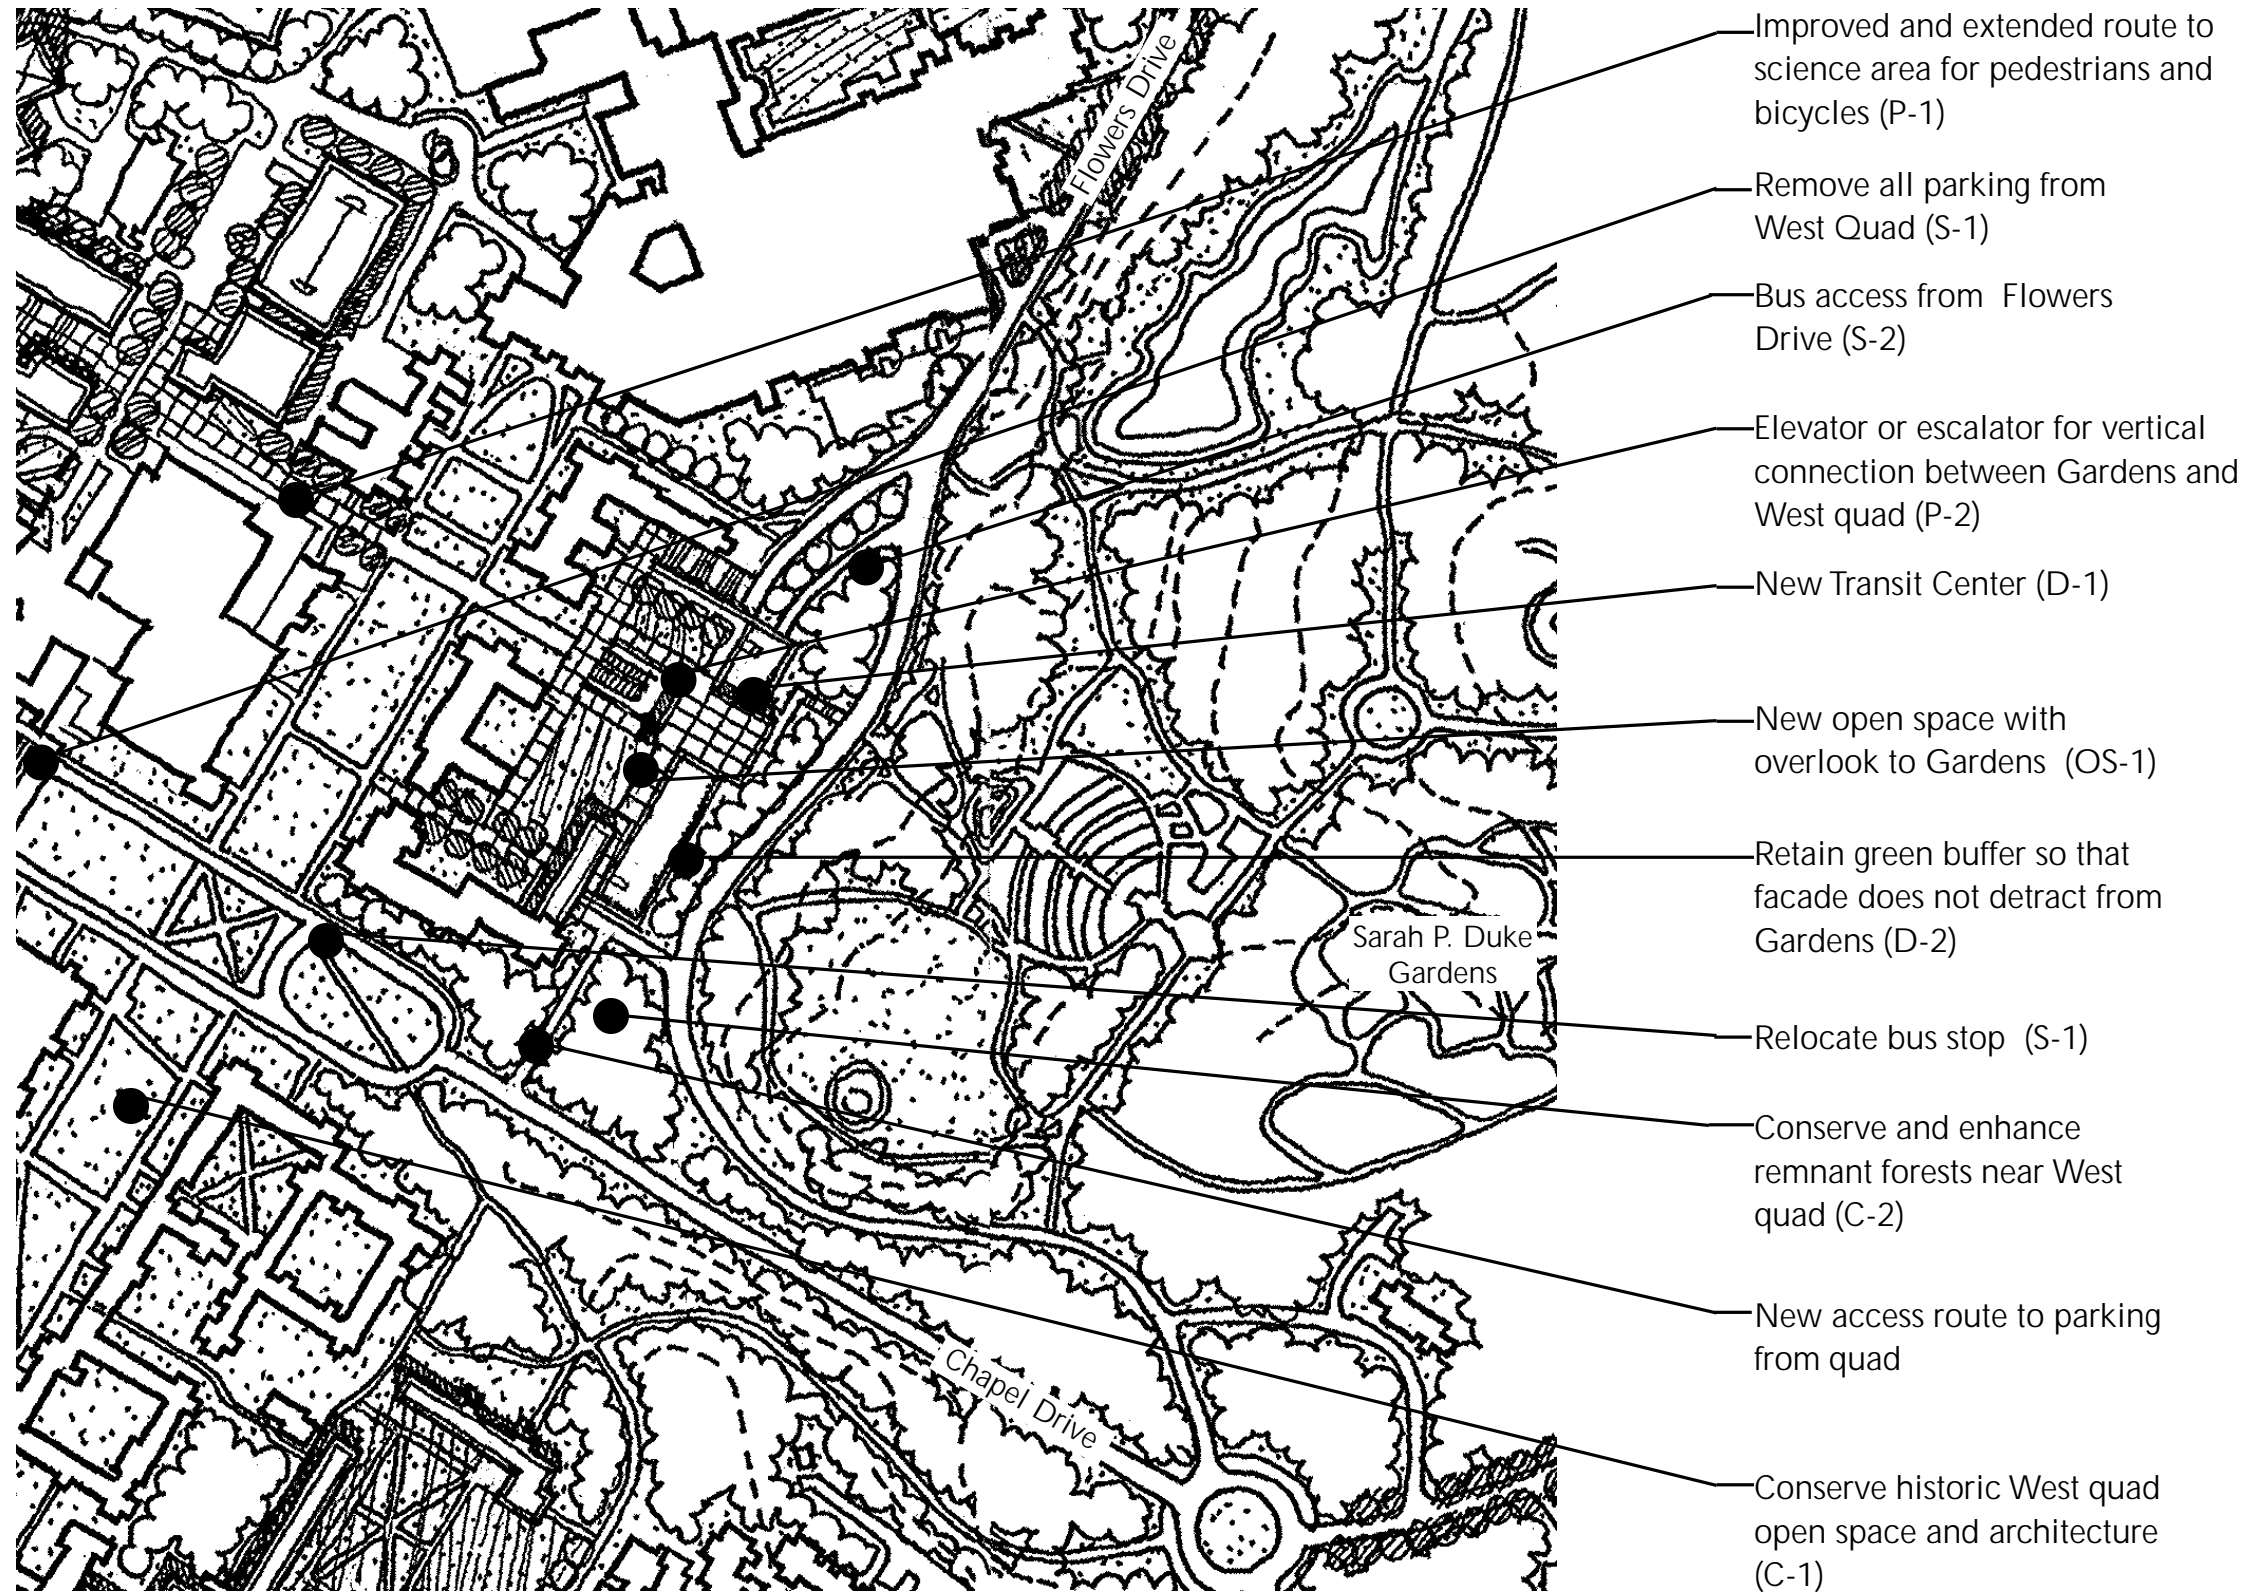 Flowers Drive
Improved and extended route to
science area for pedestrians and
bicycles (P-1)
Remove all parking from
West Quad (S-1)
Bus access from  Flowers
Drive (S-2)
Elevator or escalator for vertical
connection between Gardens and
West quad (P-2)
New Transit Center (D-1)
New open space with
overlook to Gardens  (OS-1)
Retain green buffer so that
facade does not detract from
Gardens (D-2)
Sarah P. Duke
Gardens
Relocate bus stop  (S-1)
Conserve and enhance
remnant forests near West
quad (C-2)
New access route to parking
from quad
Chapel Drive
Conserve historic West quad
open space and architecture
(C-1)